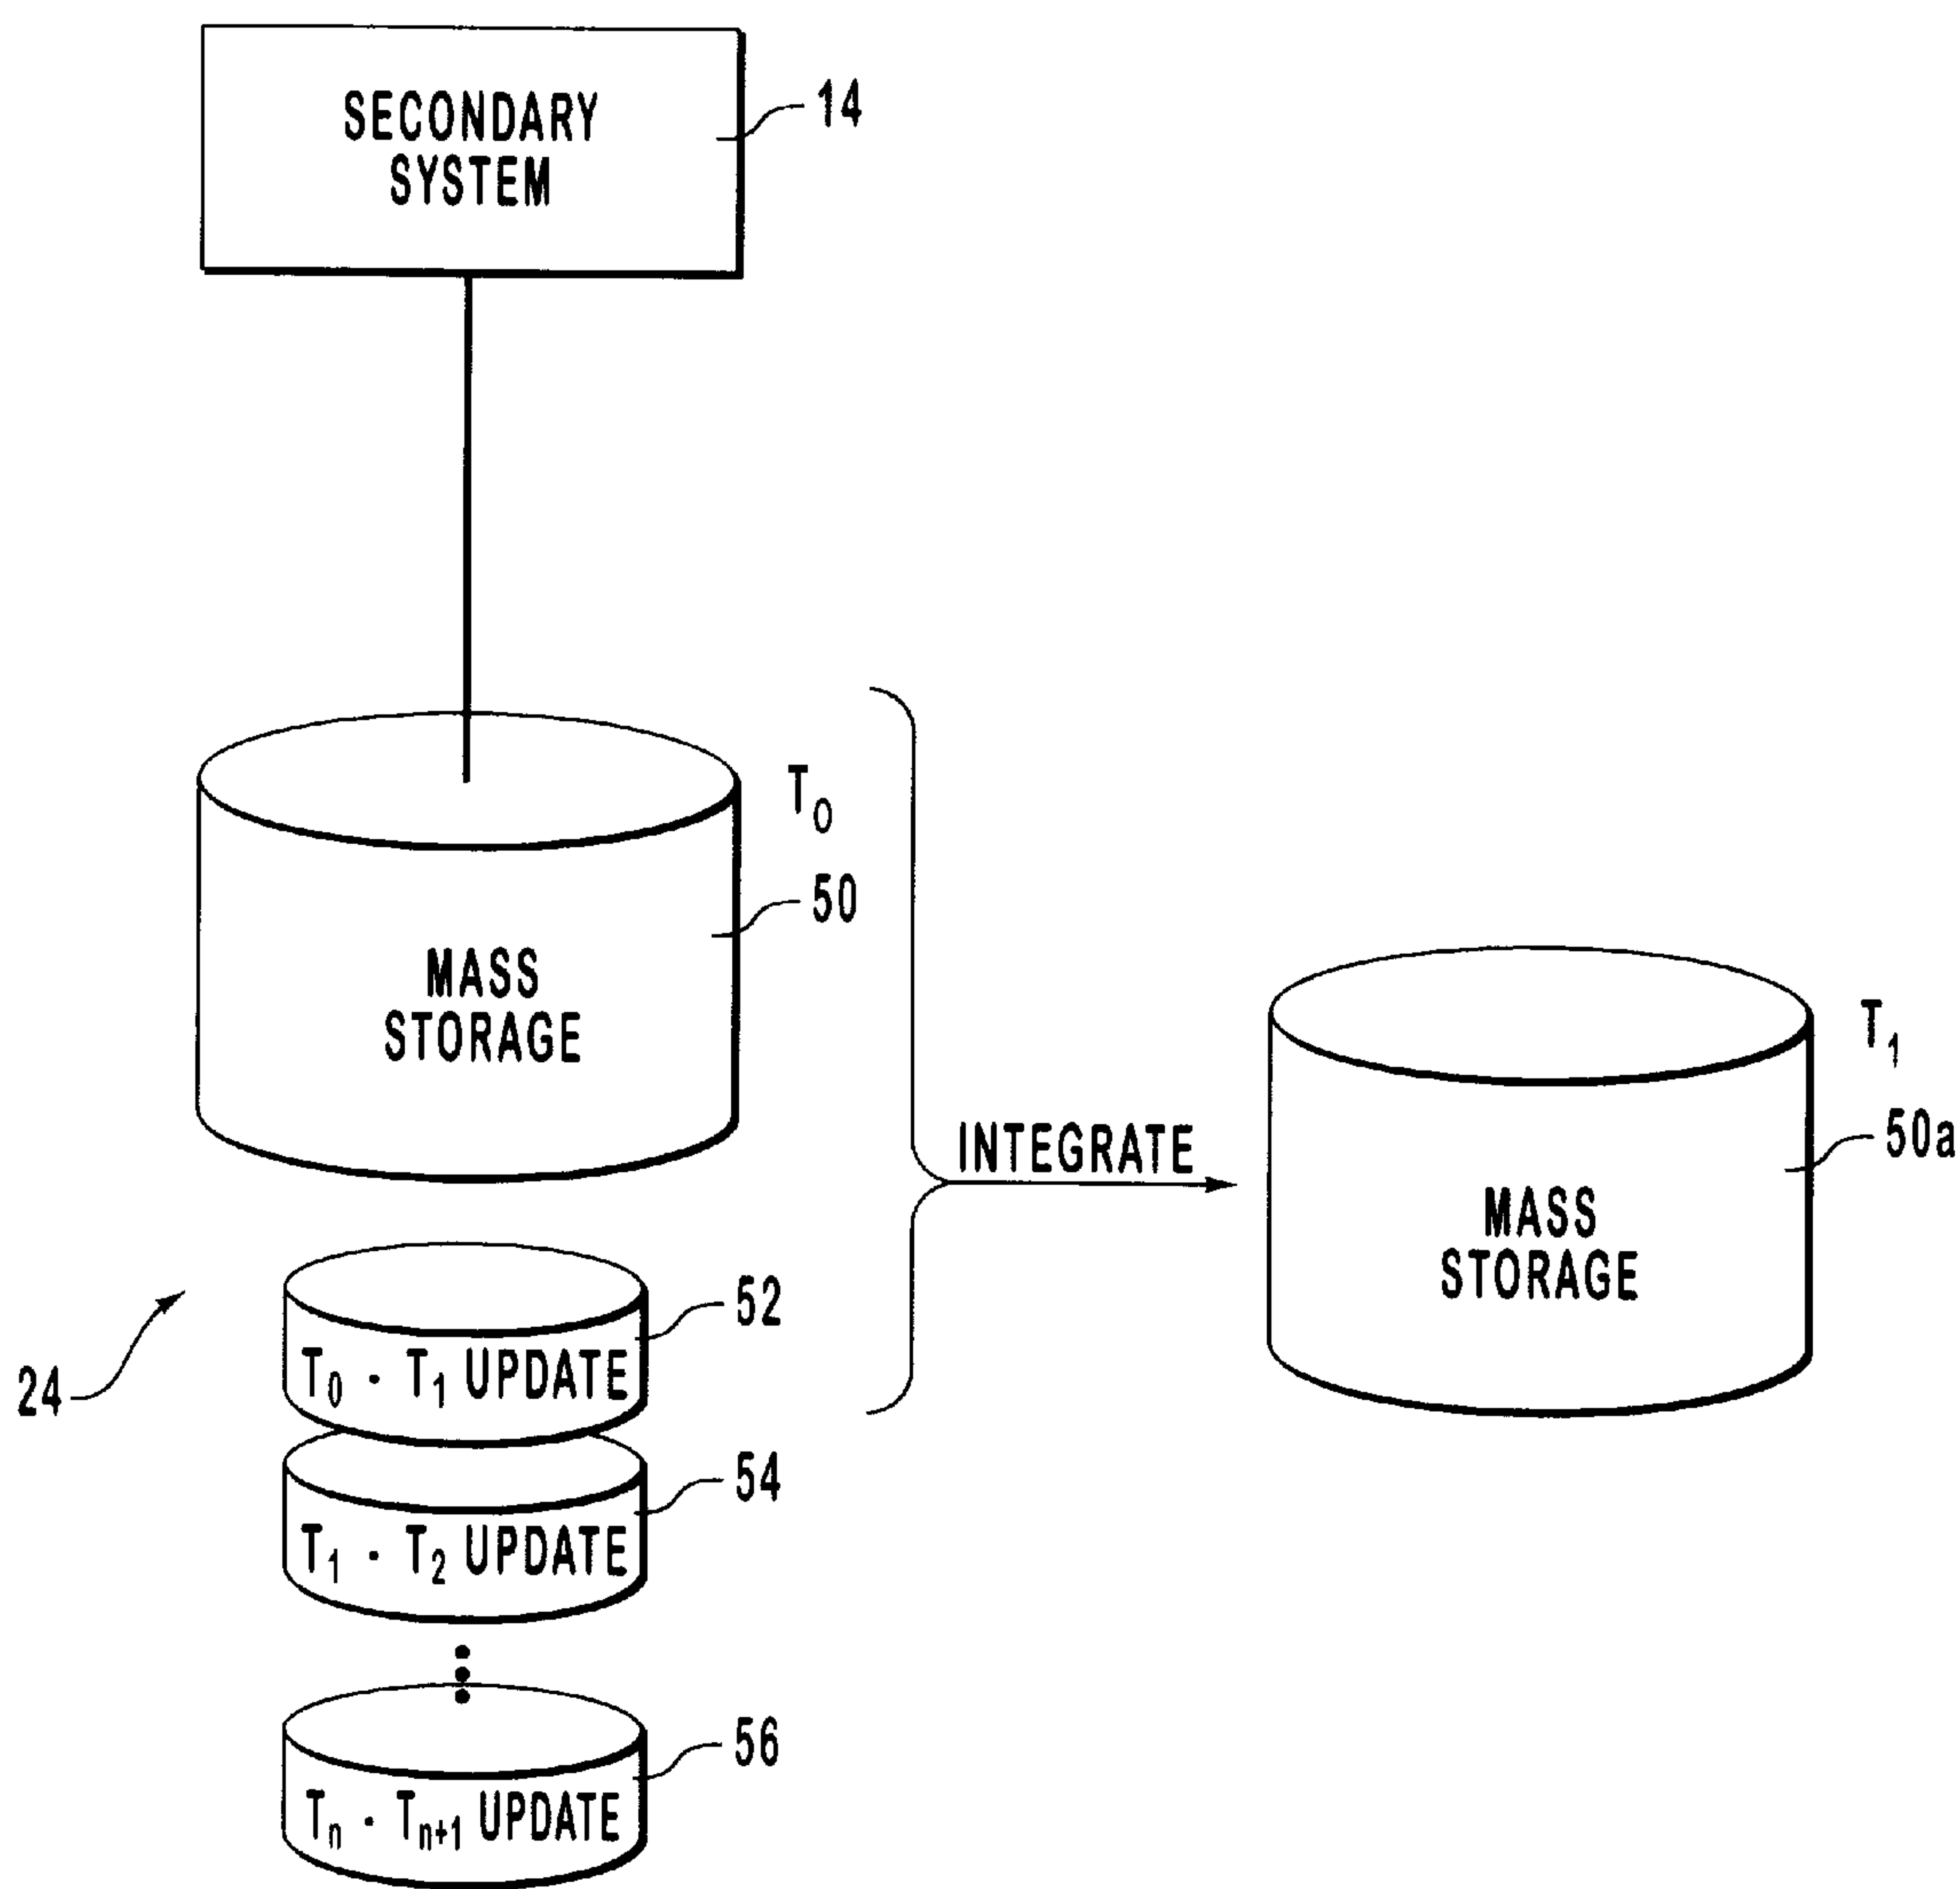 SECONDARY
SYSTEM
14
T₀
50
MASS
STORAGE
T₁
50a
INTEGRATE
MASS
STORAGE
52
T₀ - T₁ UPDATE
24
54
T₁ - T₂ UPDATE
56
Tₙ - Tₙ₊₁ UPDATE